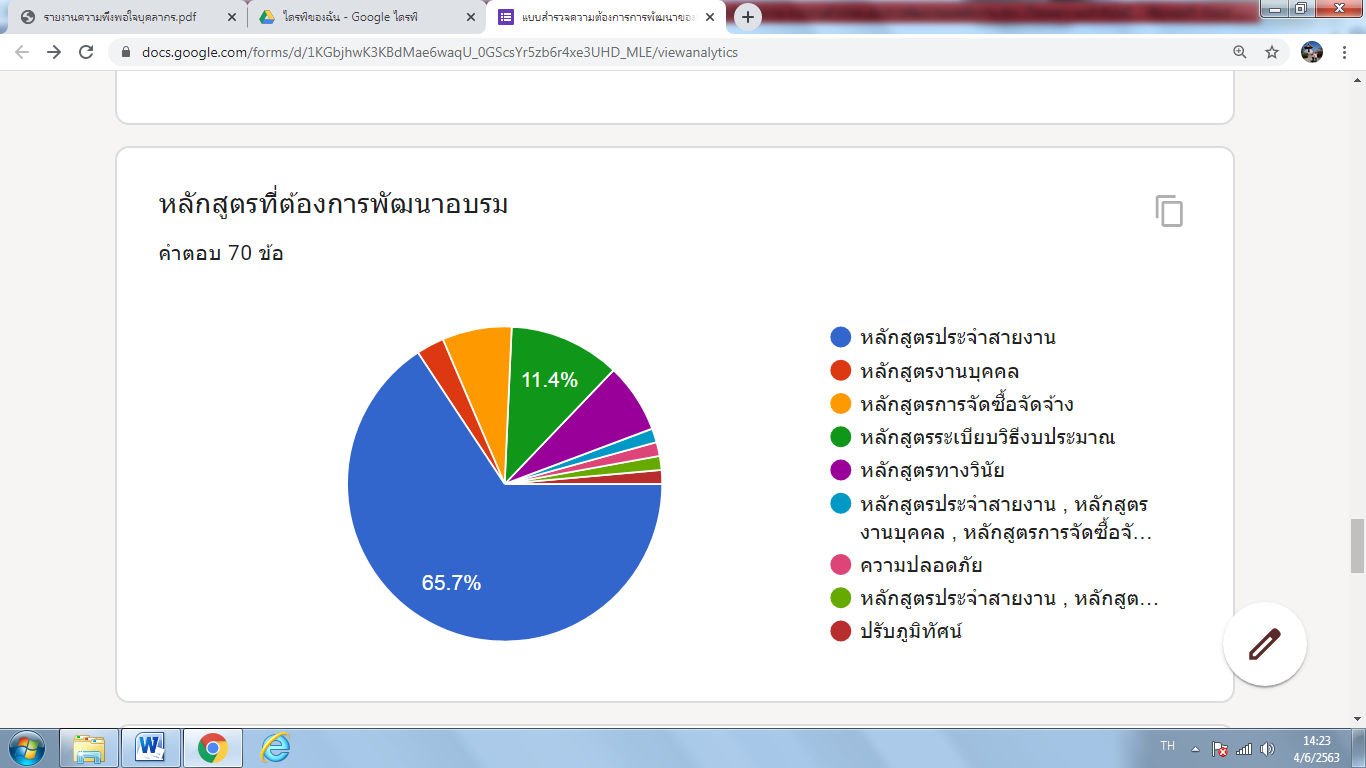 รายงานความพึงพอใจบุคลากร.pdf
ไดรฟ์ของฉัน - Google ไดรฟ์
แบบสำรวจความต้องการการพัฒนาของ
docs.google.com/forms/d/1KGbjhwK3KBdMae6waqU_0GScsYr5zb6r4xe3UHD_MLE/viewanalytics
หลักสูตรที่ต้องการพัฒนาอบรม
คำตอบ 70 ข้อ
11.4%
65.7%
หลักสูตรประจำสายงาน
หลักสูตรงานบุคคล
หลักสูตรการจัดซื้อจัดจ้าง
หลักสูตรระเบียบวิธีงบประมาณ
หลักสูตรทางวินัย
หลักสูตรประจำสายงาน , หลักสูตร
งานบุคคล , หลักสูตรการจัดซื้อจั…
ความปลอดภัย
หลักสูตรประจำสายงาน , หลักสูต…
ปรับภูมิทัศน์
TH
14:23
4/6/2563